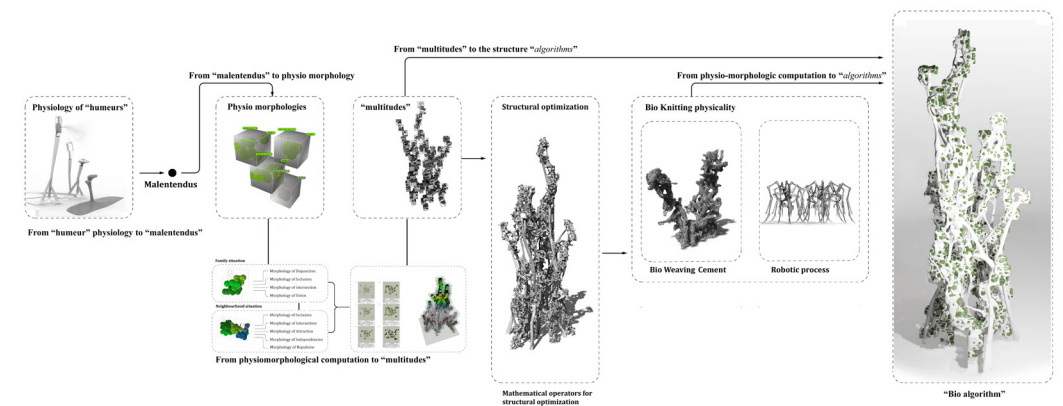 From “multitudes” to the structure “algorithms”
From “malentendus” to physio morphology
From physio-morphologic computation to “algorithms”
Physiology of “humeurs”
Physio morphologies
“multitudes”
Structural optimization
Bio Knitting physicality
Malentendus
From “humeur” physiology to “malentendus”
Bio Weaving Cement
Robotic process
Family situation
Morphology of Disjunction
Morphology of Inclusion
Morphology of intersection
Morphology of Union
Neighbourhood situation
Morphology of Inclusion
Morphology of Intersection
Morphology of Attraction
Morphology of Independencies
Morphology of Repulsion
From physiomorphological computation to “multitudes”
Mathematical operators for
structural optimization
“Bio algorithm”